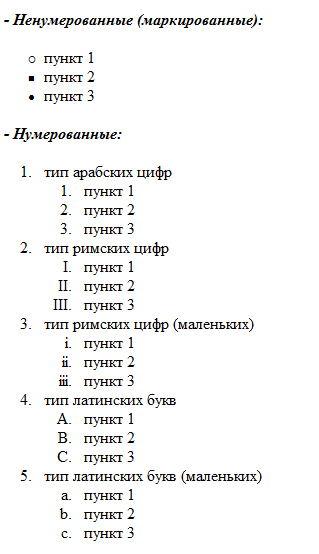 - Ненумерованные (маркированные):
○ пункт 1
▪ пункт 2
• пункт 3
- Нумерованные:
1. тип арабских цифр
1. пункт 1
2. пункт 2
3. пункт 3
2. тип римских цифр
I. пункт 1
II. пункт 2
III. пункт 3
3. тип римских цифр (маленьких)
i. пункт 1
ii. пункт 2
iii. пункт 3
4. тип латинских букв
A. пункт 1
B. пункт 2
C. пункт 3
5. тип латинских букв (маленьких)
a. пункт 1
b. пункт 2
c. пункт 3